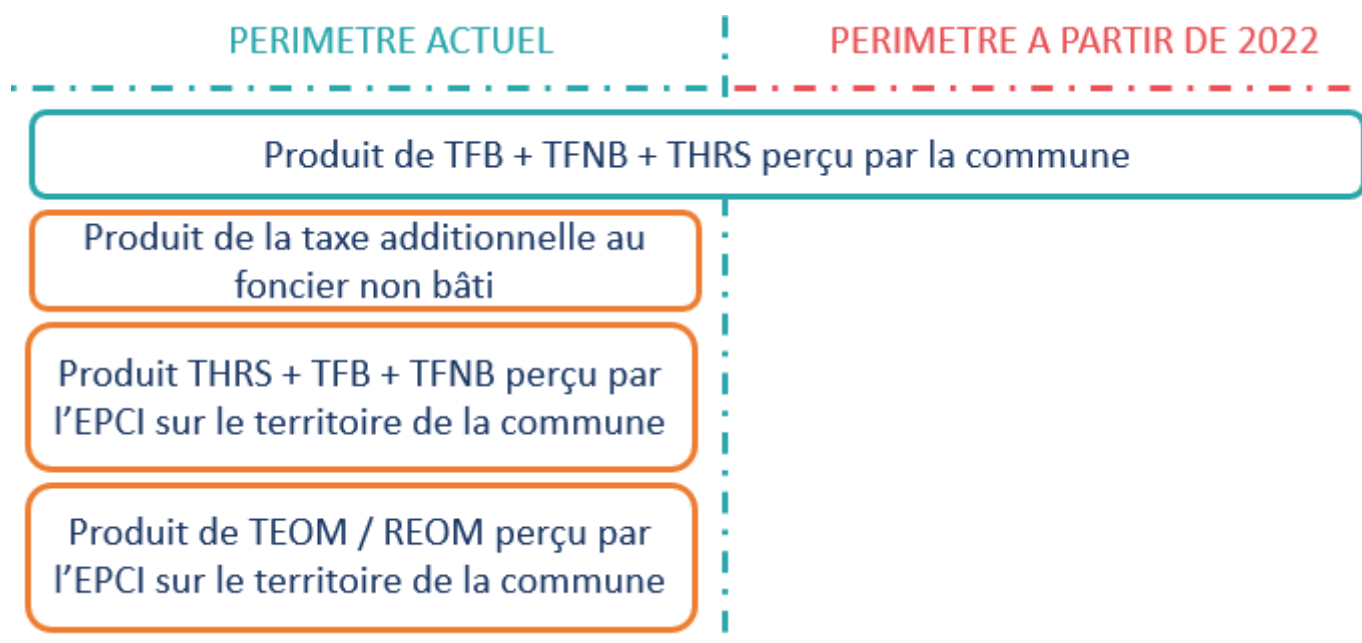 PERIMETRE ACTUEL
PERIMETRE A PARTIR DE 2022
Produit de TFB + TFNB + THRS perçu par la commune
Produit de la taxe additionnelle au
foncier non bâti
Produit THRS + TFB + TFNB perçu par
l’EPCI sur le territoire de la commune
Produit de TEOM / REOM perçu par
l’EPCI sur le territoire de la commune